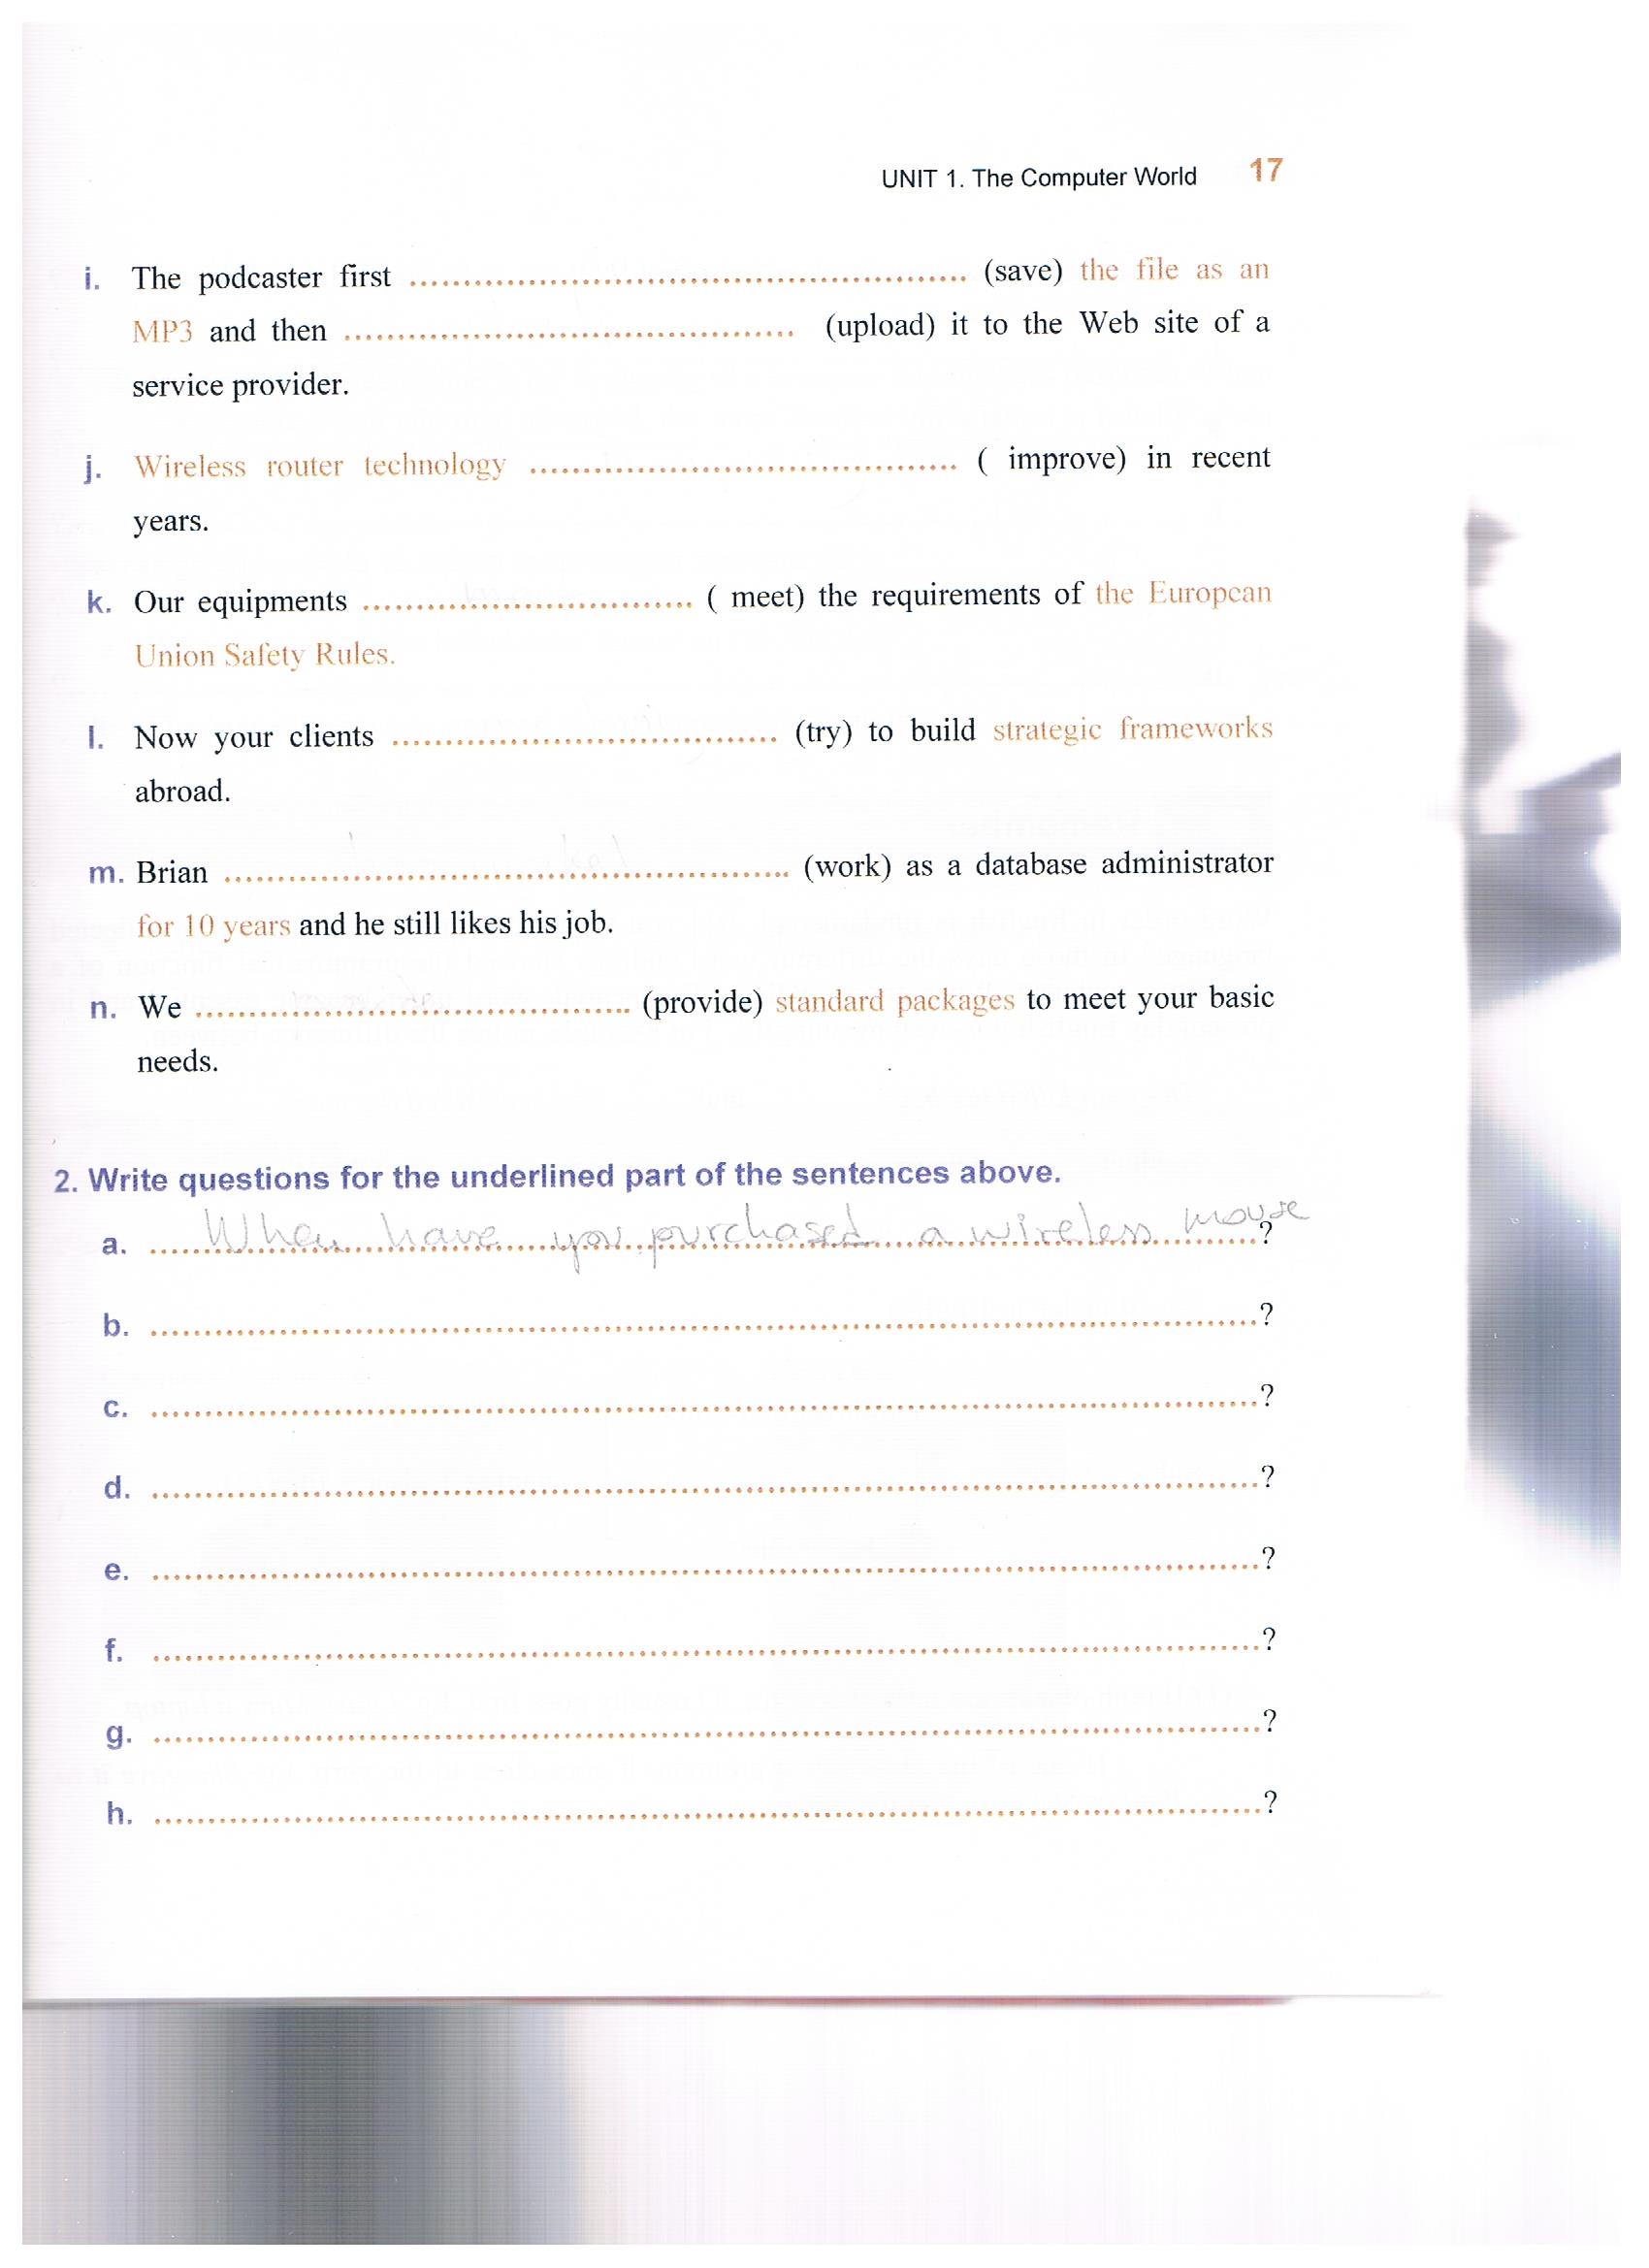 UNIT 1. The Computer World 17
i. The podcaster first ........................ (save) the file as an
MP3 and then ........................ (upload) it to the Web site of a
service provider.
j. Wireless router technology ........................ ( improve) in recent
years.
k. Our equipments ........................ ( meet) the requirements of the European
Union Safety Rules.
l. Now your clients ........................ (try) to build strategic frameworks
abroad.
m. Brian ........................ (work) as a database administrator
for 10 years and he still likes his job.
n. We ........................ (provide) standard packages to meet your basic
needs.
2. Write questions for the underlined part of the sentences above.
a. When have you purchased a wireless mouse ?
b. ........................?
c. ........................?
d. ........................?
e. ........................?
f. ........................?
g. ........................?
h. ........................?